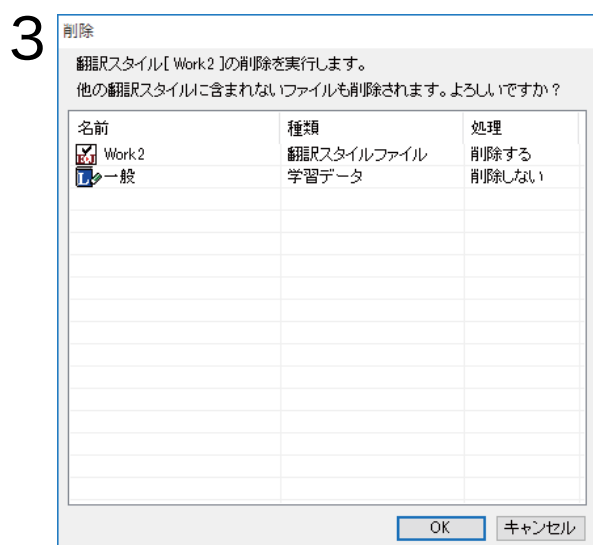 3
削除
翻訳スタイル[ Work2 ]の削除を実行します。
他の翻訳スタイルに含まれないファイルも削除されます。よろしいですか？
名前 種類 処理
Work2 翻訳スタイルファイル 削除する
一般 学習データ 削除しない
OK キャンセル